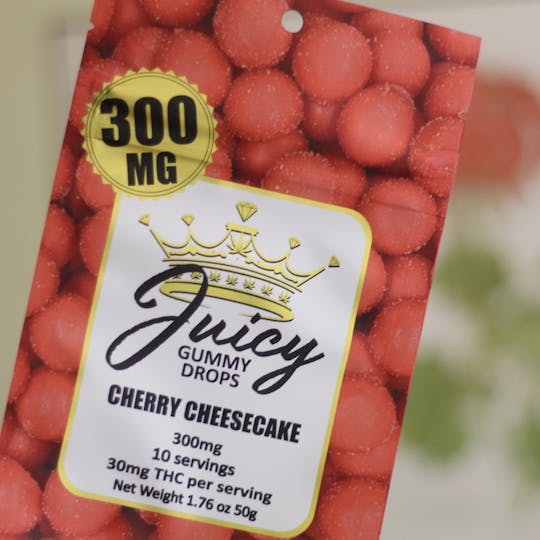 300
MG
Juicy
GUMMY
DROPS
CHERRY CHEESECAKE
300mg
10 servings
30mg THC per serving
Net Weight 1.76 oz 50g